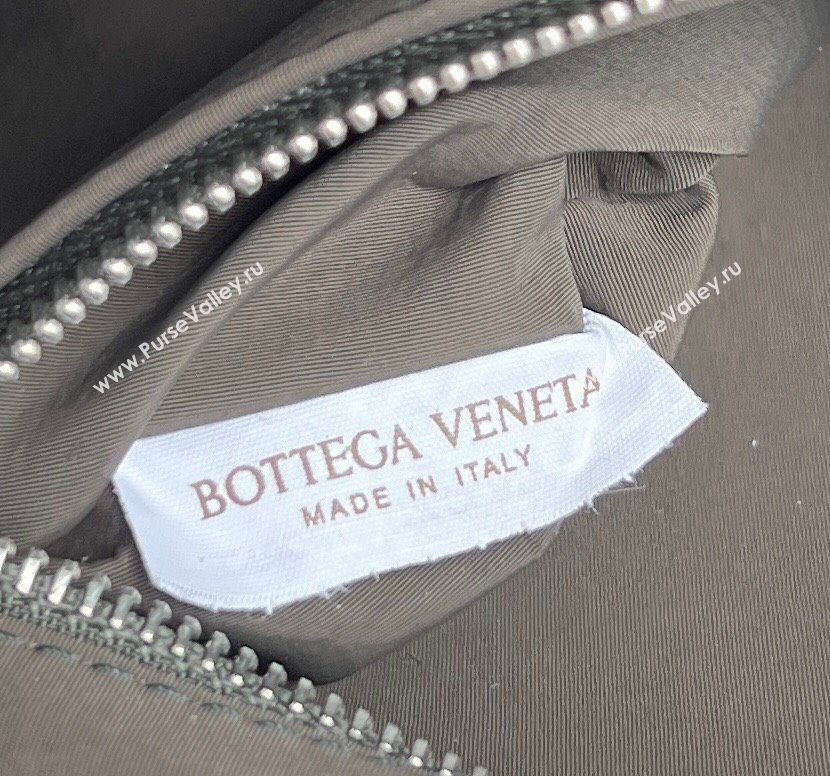 www.PurseValley.ru
www.PurseValley.ru
BOTTEGA VENETA
MADE IN ITALY